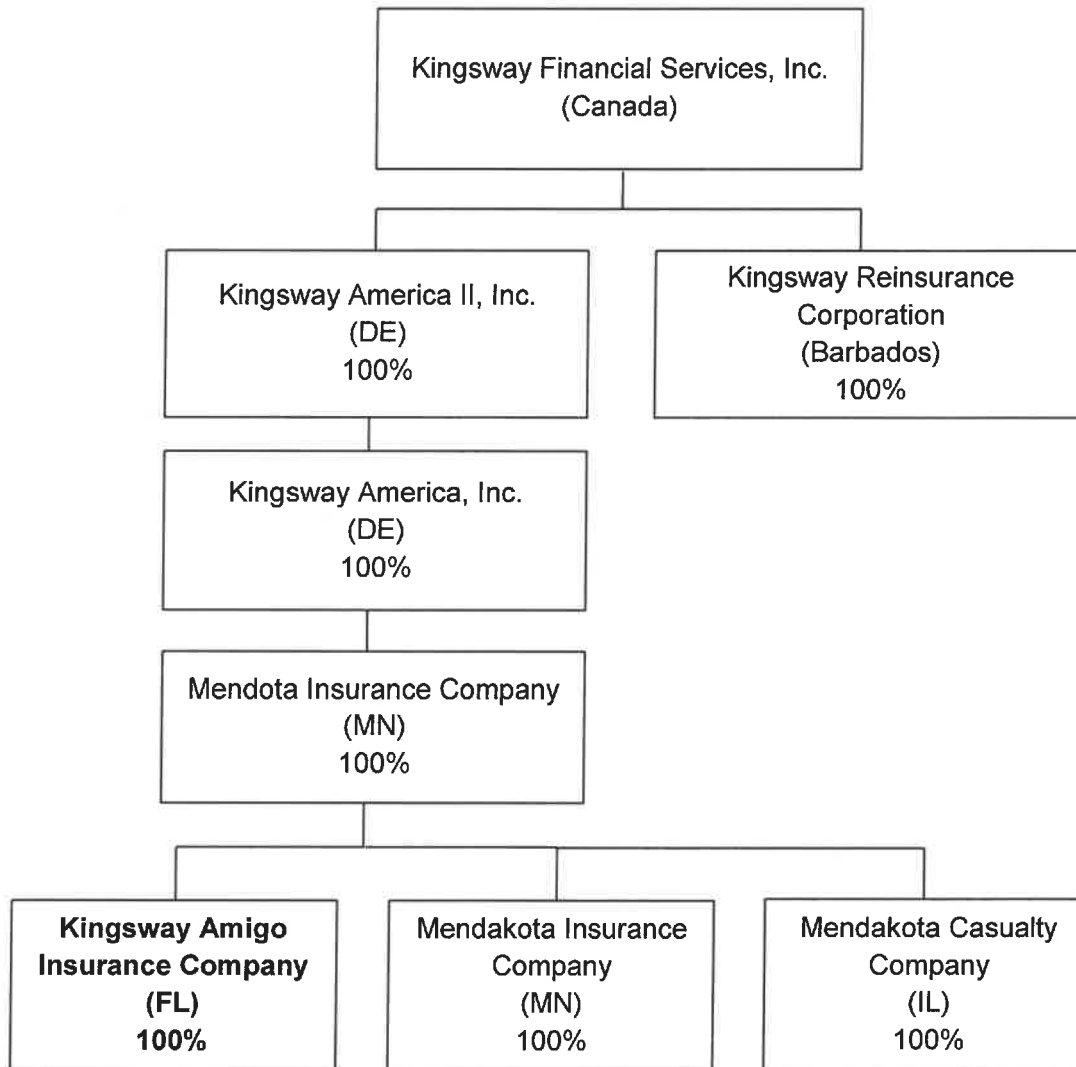 Kingsway Financial Services, Inc.
(Canada)
Kingsway America II, Inc.
(DE)
100%
Kingsway Reinsurance
Corporation
(Barbados)
100%
Kingsway America, Inc.
(DE)
100%
Mendota Insurance Company
(MN)
100%
Kingsway Amigo
Insurance Company
(FL)
100%
Mendakota Insurance
Company
(MN)
100%
Mendakota Casualty
Company
(IL)
100%